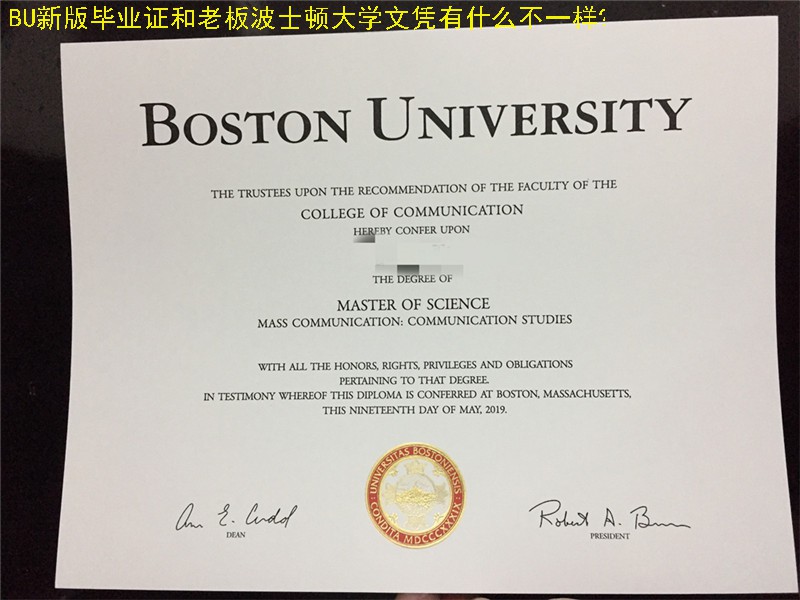 BU新版毕业证和老板波士顿大学文凭有什么不一样?
BOSTON UNIVERSITY
THE TRUSTEES UPON THE RECOMMENDATION OF THE FACULTY OF THE
COLLEGE OF COMMUNICATION
HEREBY CONFER UPON
THE DEGREE OF
MASTER OF SCIENCE
MASS COMMUNICATION: COMMUNICATION STUDIES
WITH ALL THE HONORS, RIGHTS, PRIVILEGES AND OBLIGATIONS
PERTAINING TO THAT DEGREE.
IN TESTIMONY WHEREOF THIS DIPLOMA IS CONFERRED AT BOSTON, MASSACHUSETTS,
THIS NINETEENTH DAY OF MAY, 2019.
UNIVERSITAS BOSTONIENSIS
CONDITA MDCCCXXXIX
Ann E. Cudd
DEAN
Robert A. Brown
PRESIDENT